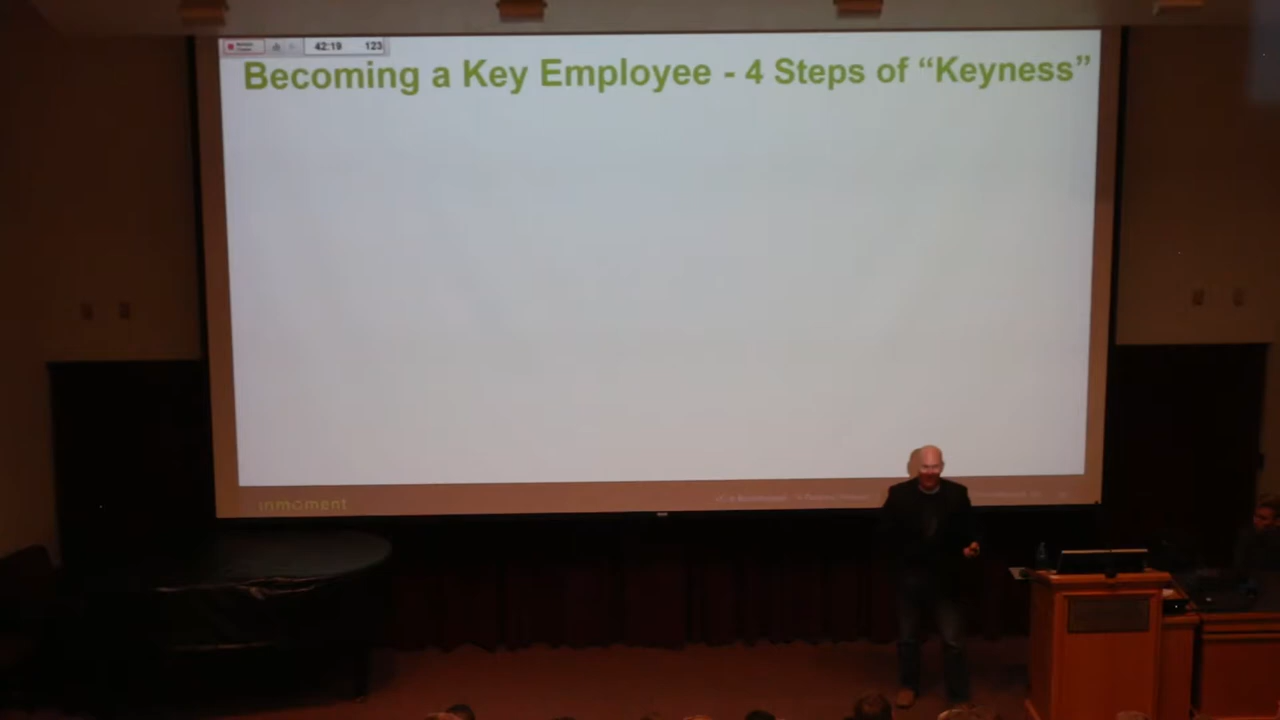 42:19 123
Becoming a Key Employee - 4 Steps of “Keyness”
inmoment